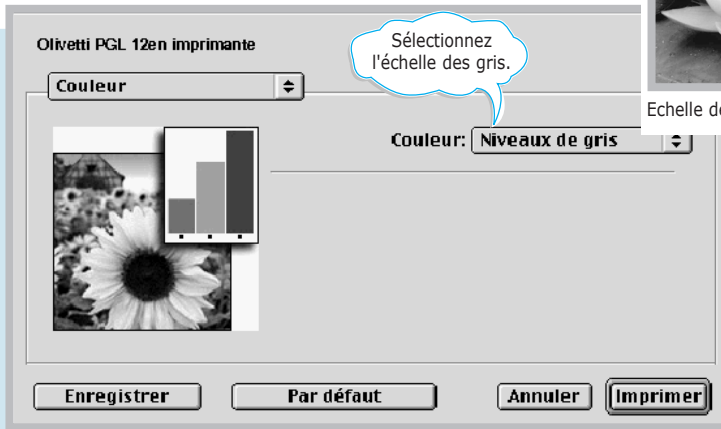 Olivetti PGL 12en imprimante
Sélectionnez
l'échelle des gris.
Couleur
Echelle de
Couleur: Niveaux de gris
Enregistrer
Par défaut
Annuler
Imprimer